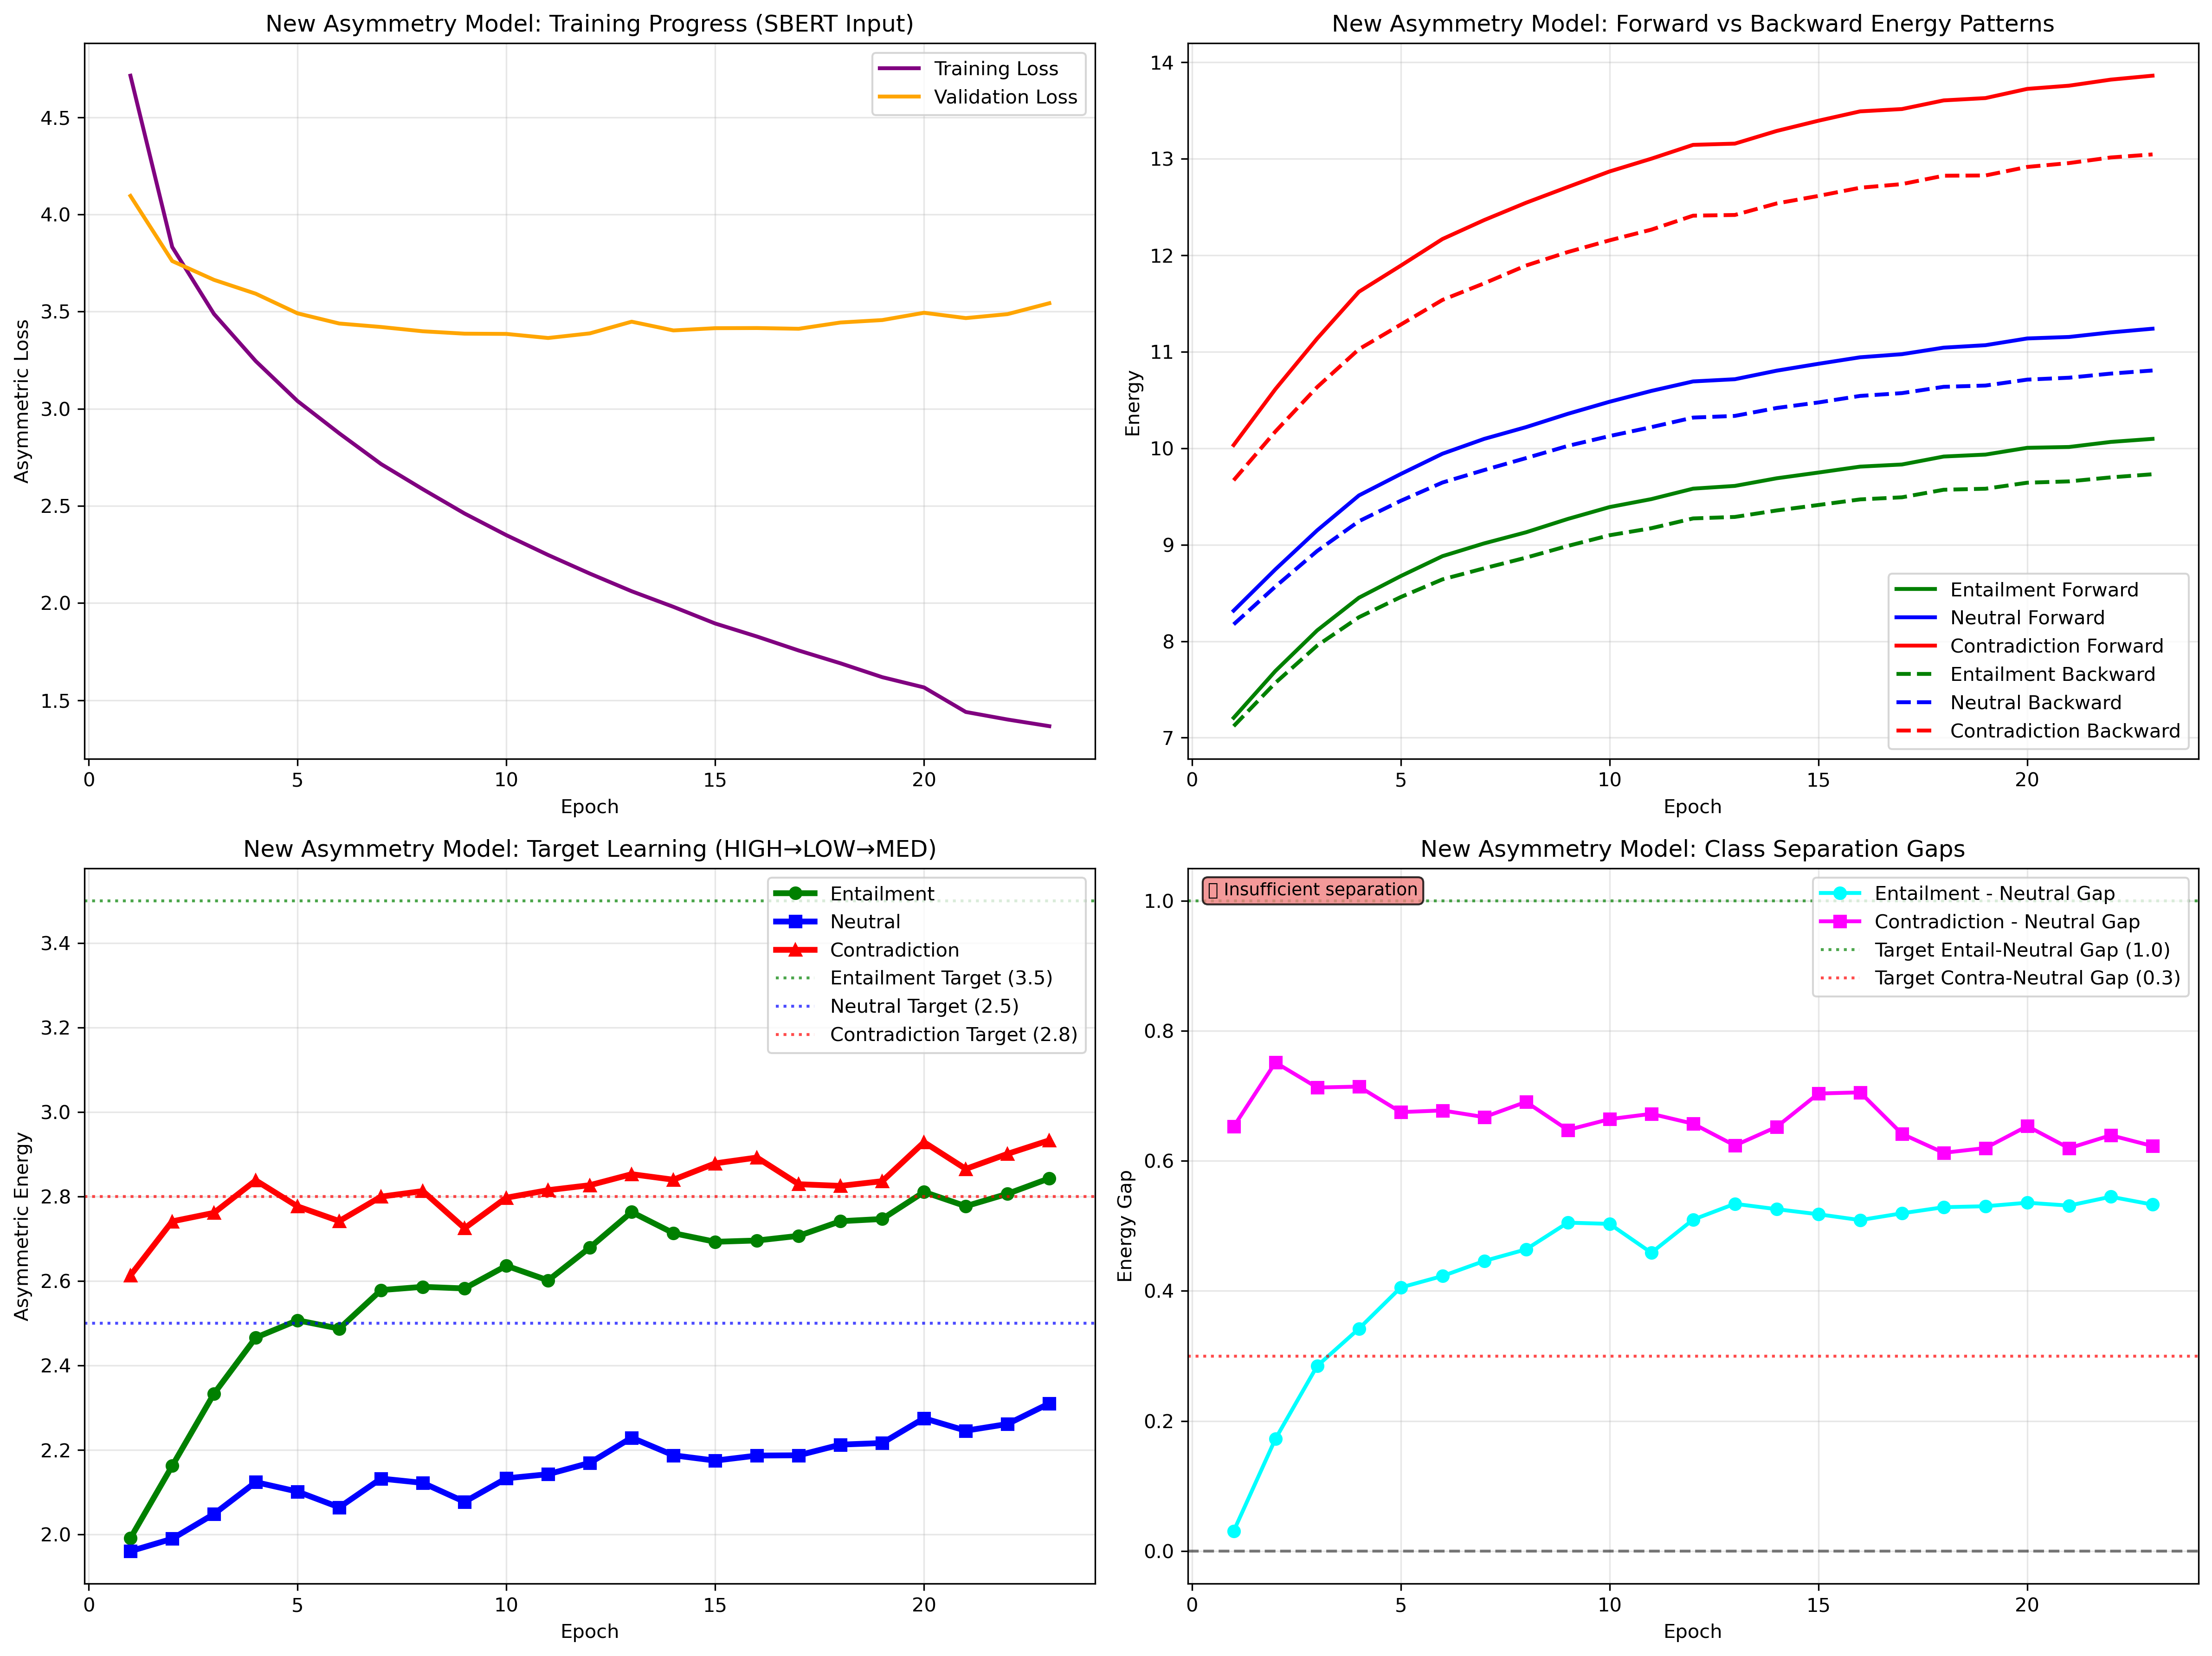 New Asymmetry Model: Training Progress (SBERT Input)
Training Loss
Validation Loss
Asymmetric Loss
4.5
4.0
3.5
3.0
2.5
2.0
1.5
0
5
10
15
20
Epoch
New Asymmetry Model: Forward vs Backward Energy Patterns
Energy
14
13
12
11
10
9
8
7
Entailment Forward
Neutral Forward
Contradiction Forward
Entailment Backward
Neutral Backward
Contradiction Backward
0
5
10
15
20
Epoch
New Asymmetry Model: Target Learning (HIGH→LOW→MED)
Entailment
Neutral
Contradiction
Entailment Target (3.5)
Neutral Target (2.5)
Contradiction Target (2.8)
Asymmetric Energy
3.4
3.2
3.0
2.8
2.6
2.4
2.2
2.0
0
5
10
15
20
Epoch
New Asymmetry Model: Class Separation Gaps
Insufficient separation
Entailment - Neutral Gap
Contradiction - Neutral Gap
Target Entail-Neutral Gap (1.0)
Target Contra-Neutral Gap (0.3)
Energy Gap
1.0
0.8
0.6
0.4
0.2
0.0
0
5
10
15
20
Epoch